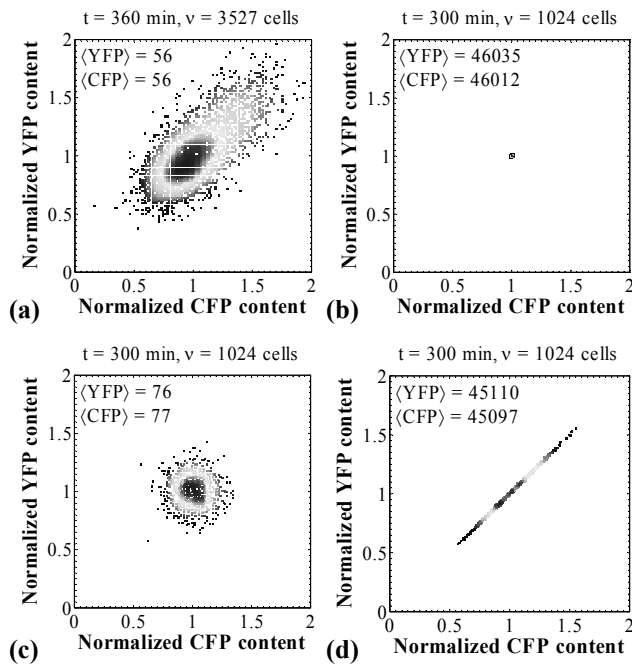 t = 360 min, ν = 3527 cells
⟨YFP⟩ = 56
⟨CFP⟩ = 56
Normalized YFP content
2
1.5
1
0.5
0
0 0.5 1 1.5 2
Normalized CFP content
(a)
t = 300 min, ν = 1024 cells
⟨YFP⟩ = 46035
⟨CFP⟩ = 46012
Normalized YFP content
2
1.5
1
0.5
0
0 0.5 1 1.5 2
Normalized CFP content
(b)
t = 300 min, ν = 1024 cells
⟨YFP⟩ = 76
⟨CFP⟩ = 77
Normalized YFP content
2
1.5
1
0.5
0
0 0.5 1 1.5 2
Normalized CFP content
(c)
t = 300 min, ν = 1024 cells
⟨YFP⟩ = 45110
⟨CFP⟩ = 45097
Normalized YFP content
2
1.5
1
0.5
0
0 0.5 1 1.5 2
Normalized CFP content
(d)